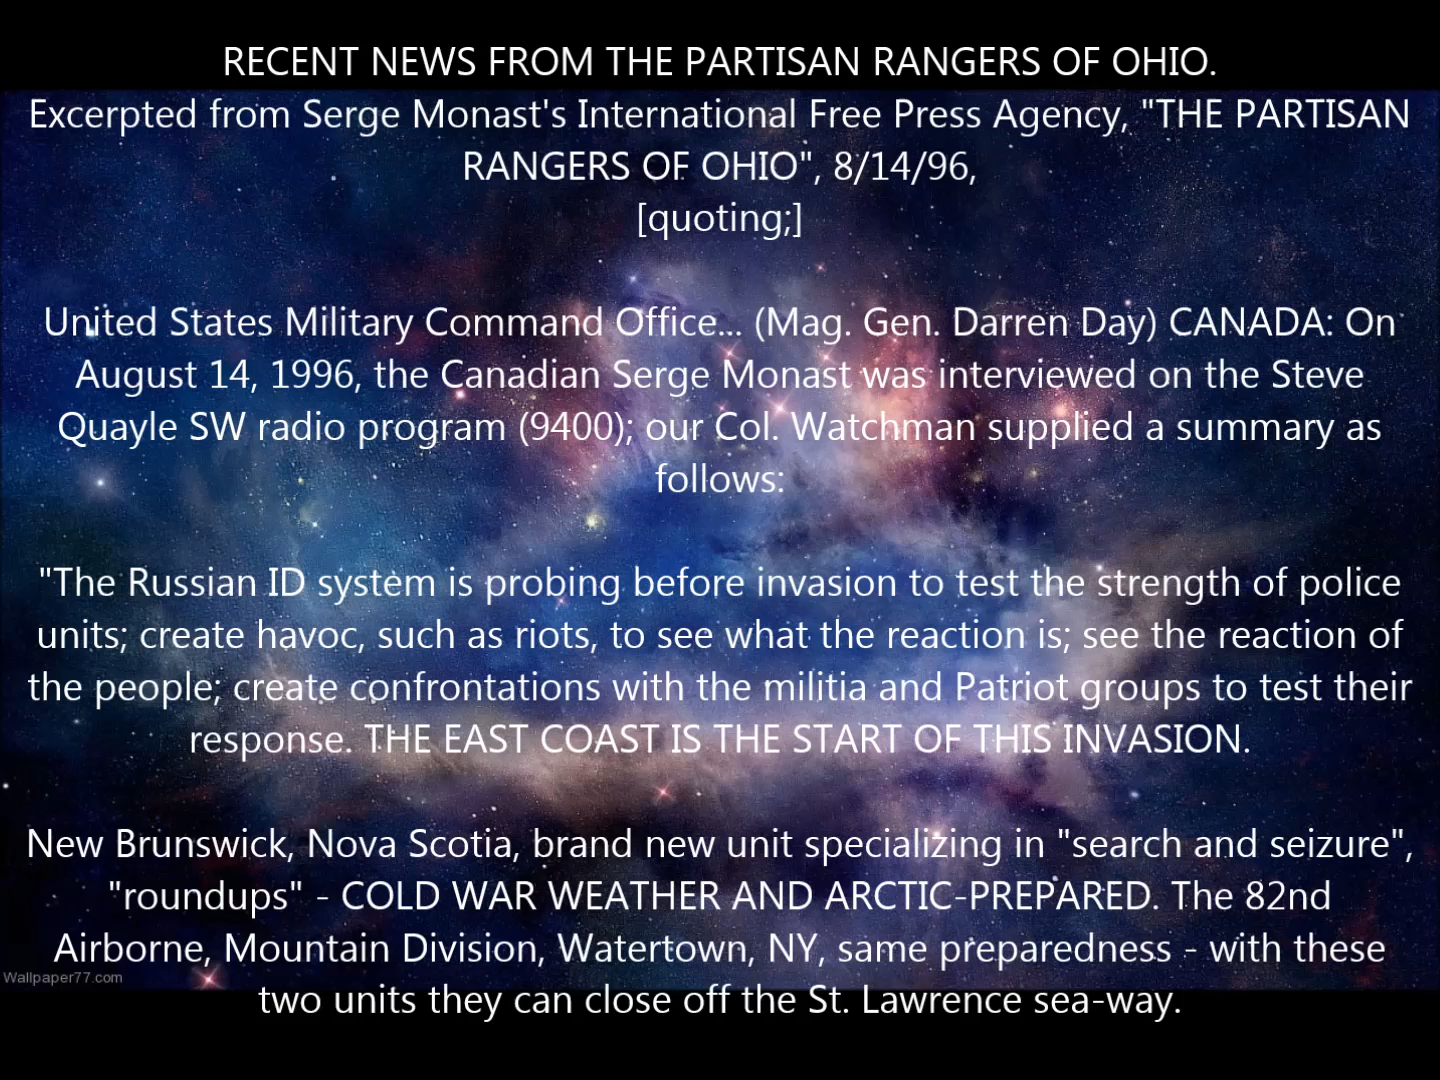 RECENT NEWS FROM THE PARTISAN RANGERS OF OHIO.
Excerpted from Serge Monast's International Free Press Agency, "THE PARTISAN
RANGERS OF OHIO", 8/14/96,
[quoting;]
United States Military Command Office... (Mag. Gen. Darren Day) CANADA: On
August 14, 1996, the Canadian Serge Monast was interviewed on the Steve
Quayle SW radio program (9400); our Col. Watchman supplied a summary as
follows:
"The Russian ID system is probing before invasion to test the strength of police
units; create havoc, such as riots, to see what the reaction is; see the reaction of
the people; create confrontations with the militia and Patriot groups to test their
response. THE EAST COAST IS THE START OF THIS INVASION.
New Brunswick, Nova Scotia, brand new unit specializing in "search and seizure",
"roundups" - COLD WAR WEATHER AND ARCTIC-PREPARED. The 82nd
Airborne, Mountain Division, Watertown, NY, same preparedness - with these
Wallpaper77.com
two units they can close off the St. Lawrence sea-way.